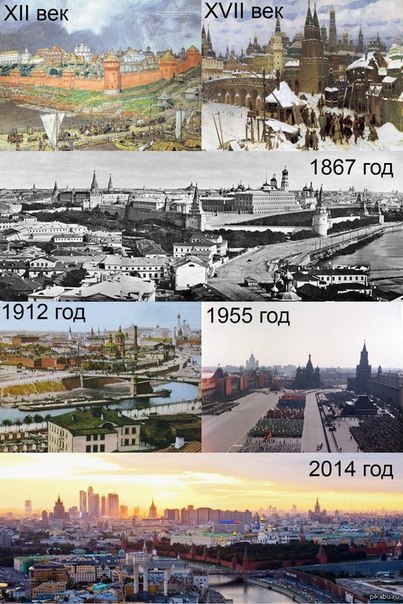 XII век
XVII век
1867 год
1912 год
1955 год
2014 год
pikabu.ru